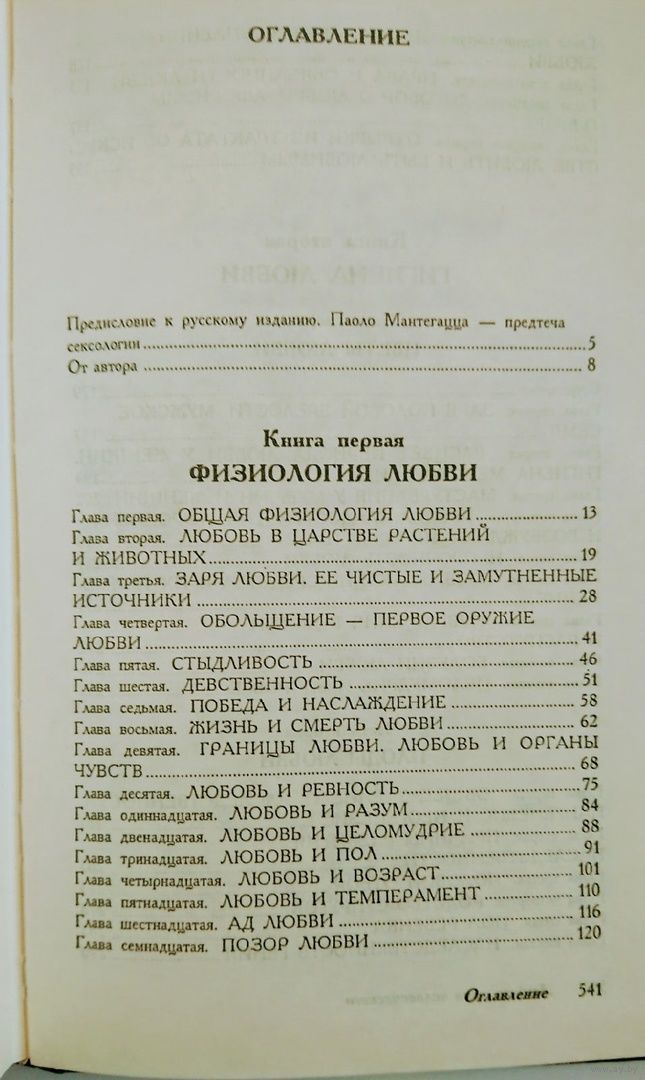 ОГЛАВЛЕНИЕ
Предисловие к русскому изданию. Паоло Мантегацца — предтеча
сексологии ..... 5
От автора ..... 8
Книга первая
ФИЗИОЛОГИЯ ЛЮБВИ
Глава первая. ОБЩАЯ ФИЗИОЛОГИЯ ЛЮБВИ ..... 13
Глава вторая. ЛЮБОВЬ В ЦАРСТВЕ РАСТЕНИЙ
И ЖИВОТНЫХ ..... 19
Глава третья. ЗАРЯ ЛЮБВИ. ЕЕ ЧИСТЫЕ И ЗАМУТНЕННЫЕ
ИСТОЧНИКИ ..... 28
Глава четвертая. ОБОЛЬЩЕНИЕ — ПЕРВОЕ ОРУЖИЕ
ЛЮБВИ ..... 41
Глава пятая. СТЫДЛИВОСТЬ ..... 46
Глава шестая. ДЕВСТВЕННОСТЬ ..... 51
Глава седьмая. ПОБЕДА И НАСЛАЖДЕНИЕ ..... 58
Глава восьмая. ЖИЗНЬ И СМЕРТЬ ЛЮБВИ ..... 62
Глава девятая. ГРАНИЦЫ ЛЮБВИ. ЛЮБОВЬ И ОРГАНЫ
ЧУВСТВ ..... 68
Глава десятая. ЛЮБОВЬ И РЕВНОСТЬ ..... 75
Глава одиннадцатая. ЛЮБОВЬ И РАЗУМ ..... 84
Глава двенадцатая. ЛЮБОВЬ И ЦЕЛОМУДРИЕ ..... 88
Глава тринадцатая. ЛЮБОВЬ И ПОЛ ..... 91
Глава четырнадцатая. ЛЮБОВЬ И ВОЗРАСТ ..... 101
Глава пятнадцатая. ЛЮБОВЬ И ТЕМПЕРАМЕНТ ..... 110
Глава шестнадцатая. АД ЛЮБВИ ..... 116
Глава семнадцатая. ПОЗОР ЛЮБВИ ..... 120
Оглавление 541